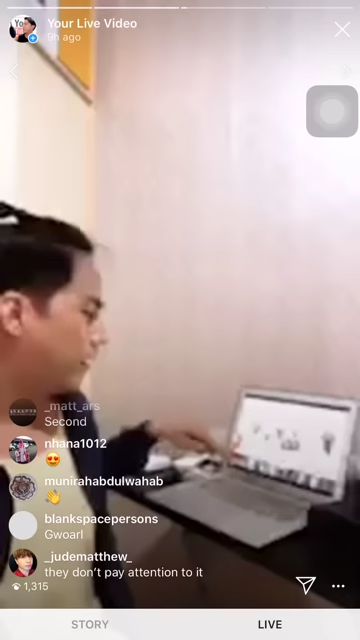 Your Live Video
9h ago
_matt_ars
Second
nhana1012
😍
munirahabdulwahab
👋
blankspacepersons
Gwoarl
_judematthew_
they don't pay attention to it
1,315
STORY
LIVE